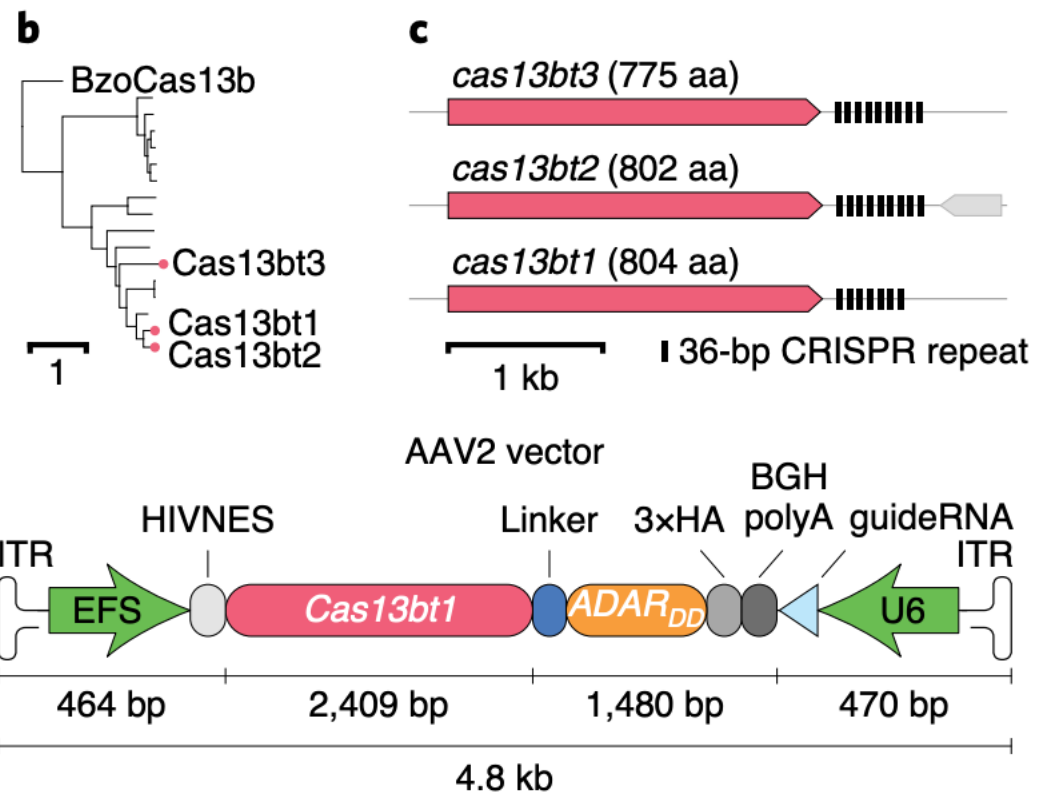 b
BzoCas13b
Cas13bt3
Cas13bt1
Cas13bt2
1
c
cas13bt3 (775 aa)
cas13bt2 (802 aa)
cas13bt1 (804 aa)
1 kb
36-bp CRISPR repeat
AAV2 vector
BGH
HIVNES
Linker
3×HA
polyA
guideRNA
ITR
ITR
EFS
Cas13bt1
ADARDD
U6
464 bp
2,409 bp
1,480 bp
470 bp
4.8 kb